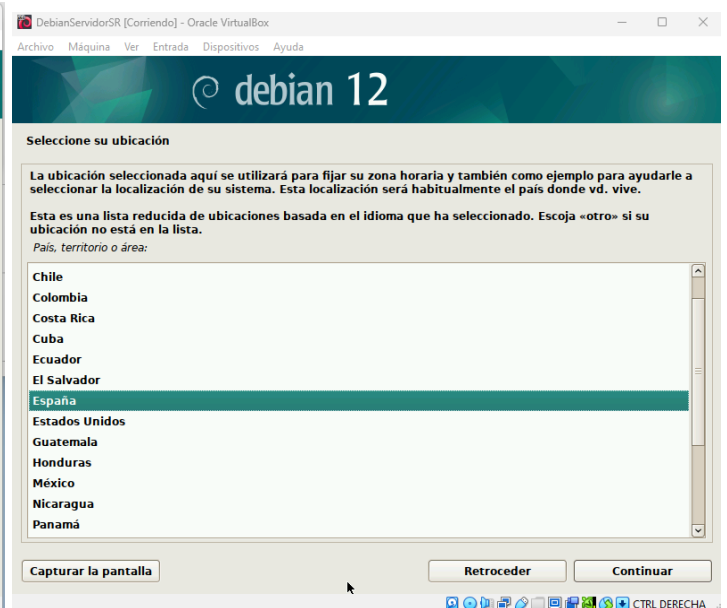 DebianServidorSR [Corriendo] - Oracle VirtualBox
Archivo Máquina Ver Entrada Dispositivos Ayuda
debian 12
Seleccione su ubicación
La ubicación seleccionada aquí se utilizará para fijar su zona horaria y también como ejemplo para ayudarle a
seleccionar la localización de su sistema. Esta localización será habitualmente el país donde vd. vive.
Esta es una lista reducida de ubicaciones basada en el idioma que ha seleccionado. Escoja «otro» si su
ubicación no está en la lista.
País, territorio o área:
Chile
Colombia
Costa Rica
Cuba
Ecuador
El Salvador
España
Estados Unidos
Guatemala
Honduras
México
Nicaragua
Panamá
Capturar la pantalla Retroceder Continuar
CTRL DERECHA